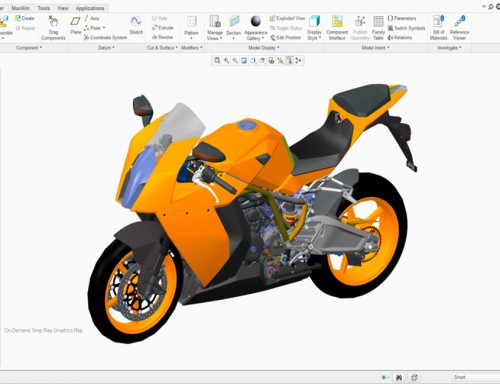 er Manikin Tools View Applications
Create
Repeat
Drag Components
Plane
Axis
Point
Coordinate System
Sketch
Hole
Extrude
Revolve
Pattern
Manage Views
Section
Appearance Gallery
Exploded View
Toggle Status
Edit Position
Display Style
Component Interface
Publish Geometry
Family Table
Parameters
Switch Symbols
Relations
Bill of Materials
Reference Viewer
Component Datum Cut & Surface Modifiers Model Display Model Intent Investigate
On-Demand Simp Rep:Graphics Rep
Smart